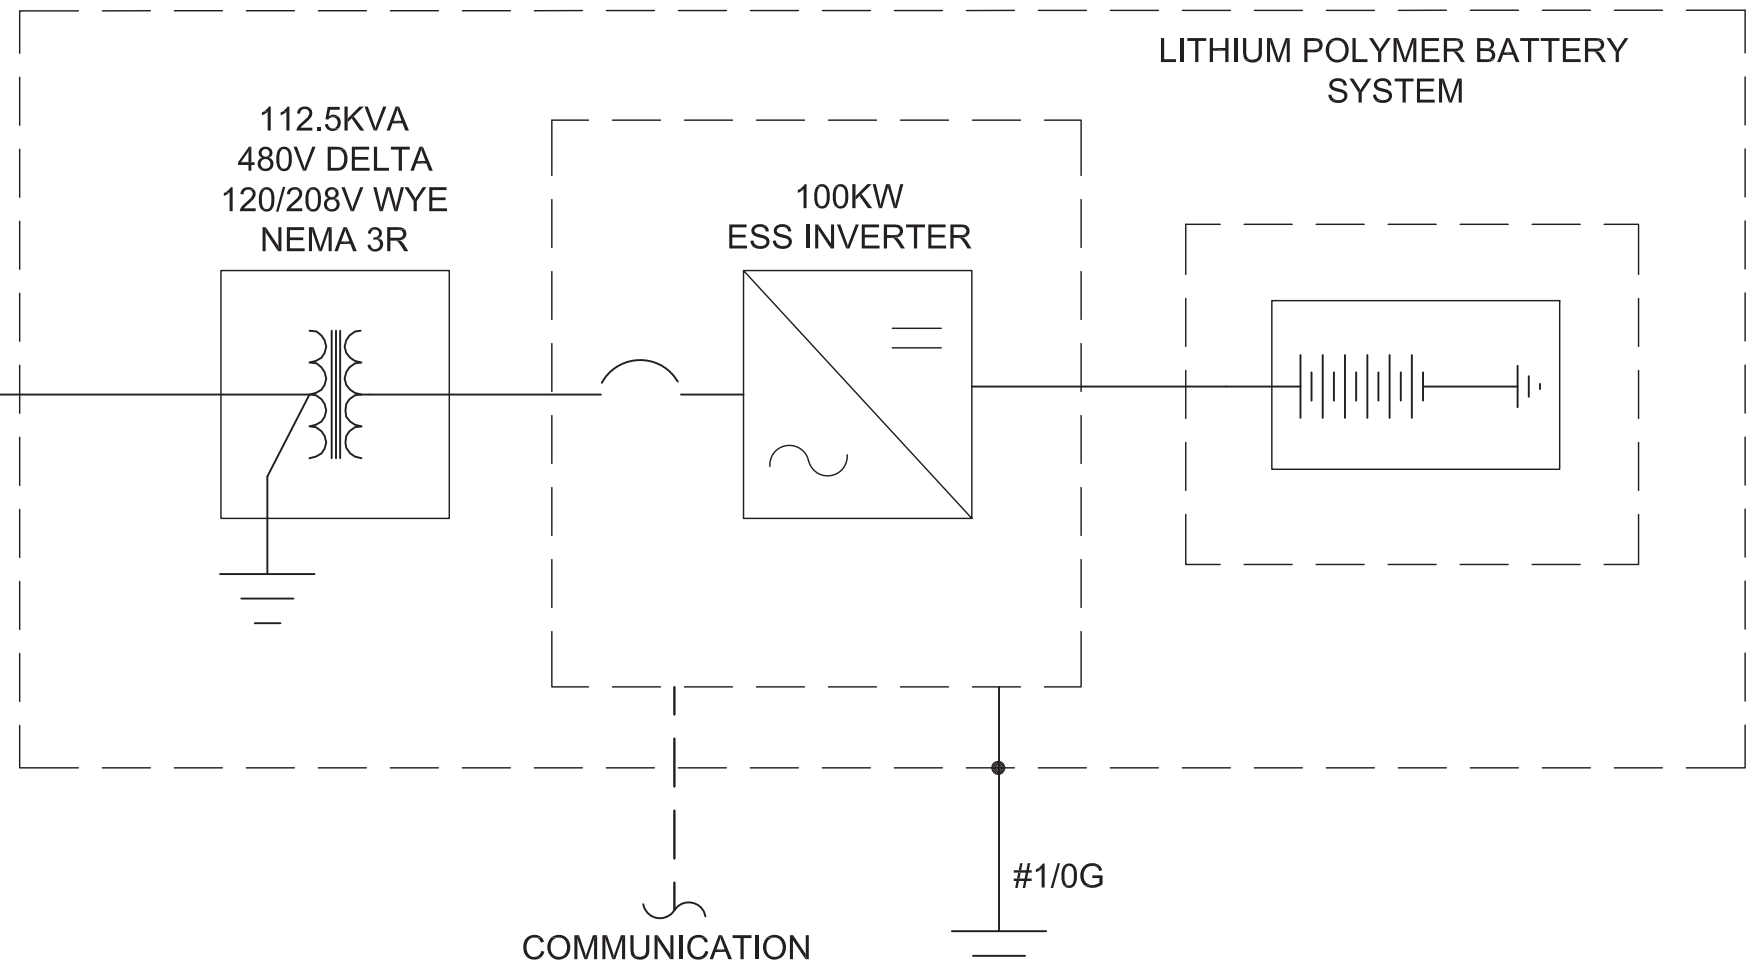 LITHIUM POLYMER BATTERY
SYSTEM
112.5KVA
480V DELTA
120/208V WYE
NEMA 3R
100KW
ESS INVERTER
#1/0G
COMMUNICATION